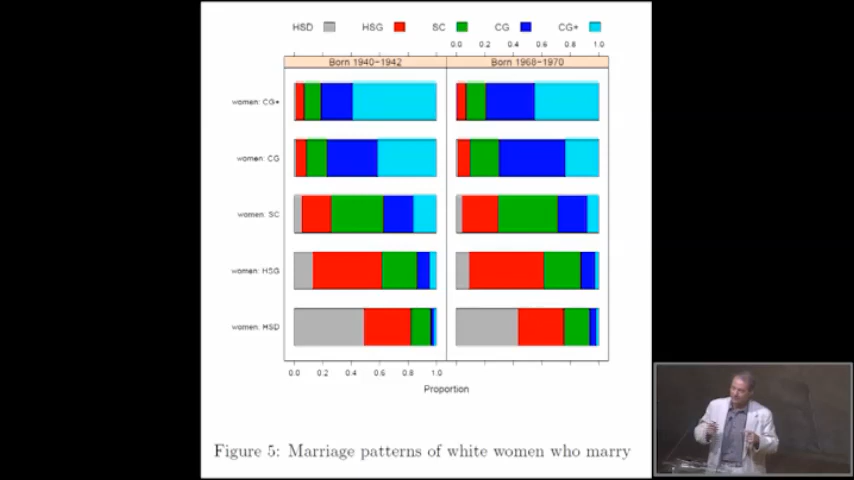 HSD HSG SC CG CG+
0.0 0.2 0.4 0.6 0.8 1.0
Born 1940−1942 Born 1968−1970
women: CG+
women: CG
women: SC
women: HSG
women: HSD
0.0 0.2 0.4 0.6 0.8 1.0
Proportion
Figure 5: Marriage patterns of white women who marry